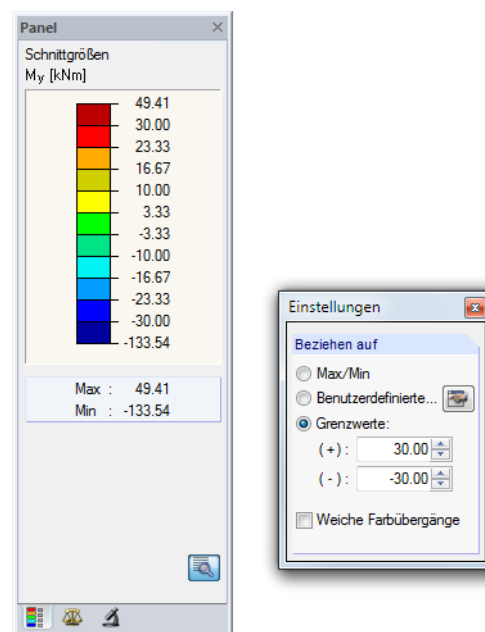 Panel
Schnittgrößen
My [kNm]
49.41
30.00
23.33
16.67
10.00
3.33
-3.33
-10.00
-16.67
-23.33
-30.00
-133.54
Max : 49.41
Min : -133.54
Einstellungen
Beziehen auf
Max/Min
Benutzerdefinierte...
Grenzwerte:
(+): 30.00
(-): -30.00
Weiche Farbübergänge